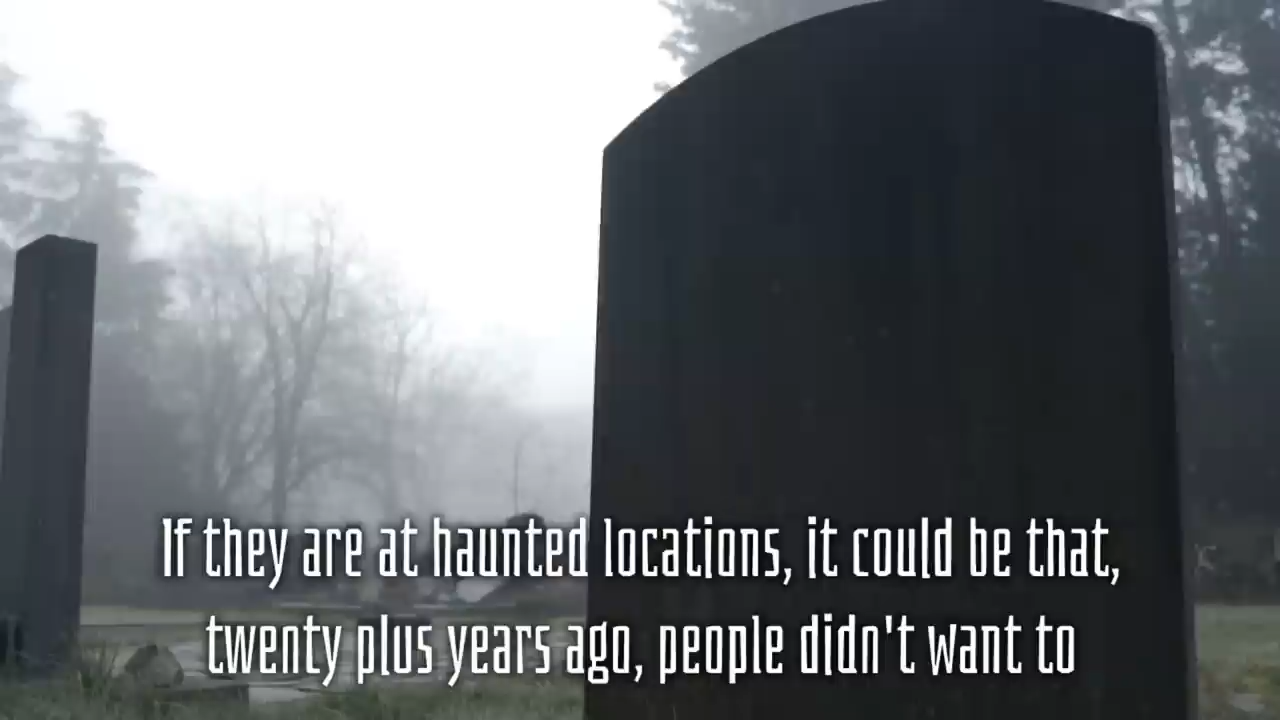 If they are at haunted locations, it could be that,
twenty plus years ago, people didn't want to